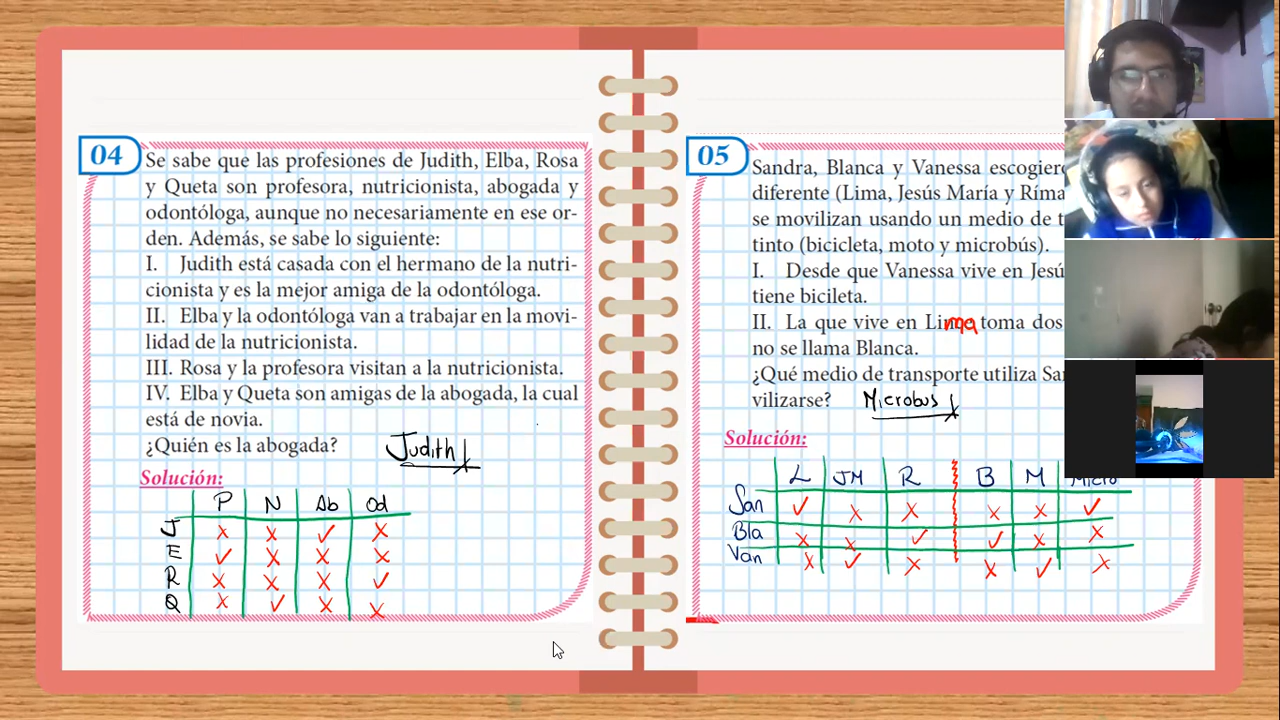 04
Se sabe que las profesiones de Judith, Elba, Rosa
y Queta son profesora, nutricionista, abogada y
odontóloga, aunque no necesariamente en ese or-
den. Además, se sabe lo siguiente:
I. Judith está casada con el hermano de la nutri-
cionista y es la mejor amiga de la odontóloga.
II. Elba y la odontóloga van a trabajar en la movi-
lidad de la nutricionista.
III. Rosa y la profesora visitan a la nutricionista.
IV. Elba y Queta son amigas de la abogada, la cual
está de novia.
¿Quién es la abogada? Judith
Solución:
P N Ab Od
J x x ✓ x
E ✓ x x x
R x x x ✓
Q x ✓ x x
05
Sandra, Blanca y Vanessa escogiero
diferente (Lima, Jesús María y Ríma
se movilizan usando un medio de t
tinto (bicicleta, moto y microbús).
I. Desde que Vanessa vive en Jesú
tiene bicileta.
II. La que vive en Lima toma dos
no se llama Blanca.
¿Qué medio de transporte utiliza Sa
vilizarse? Microbus
Solución:
L JM R B M Micro
San ✓ x x x x ✓
Bla x x ✓ ✓ x x
Van x ✓ x x ✓ x